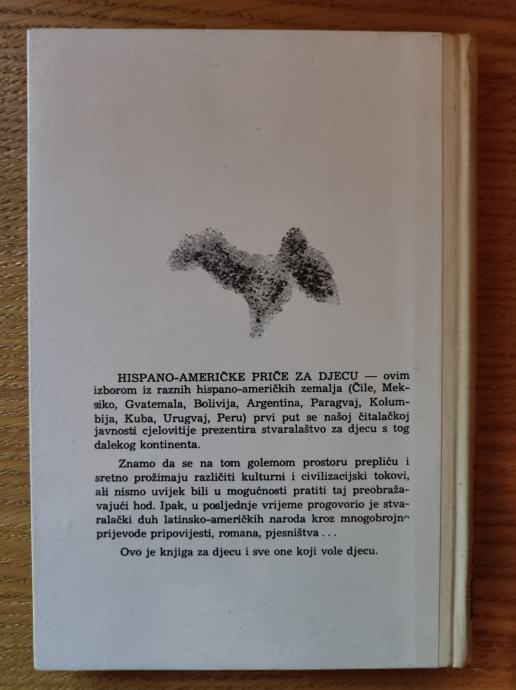 HISPANO-AMERIČKE PRIČE ZA DJECU — ovim
izborom iz raznih hispano-američkih zemalja (Čile, Mek-
siko, Gvatemala, Bolivija, Argentina, Paragvaj, Kolum-
bija, Kuba, Urugvaj, Peru) prvi put se našoj čitalačkoj
javnosti cjelovitije prezentira stvaralaštvo za djecu s tog
dalekog kontinenta.
Znamo da se na tom golemom prostoru prepliću i
sretno prožimaju različiti kulturni i civilizacijski tokovi,
ali nismo uvijek bili u mogućnosti pratiti taj preobraža-
vajući hod. Ipak, u posljednje vrijeme progovorio je stva-
ralački duh latinsko-američkih naroda kroz mnogobrojne
prijevode pripovijesti, romana, pjesništva . . .
Ovo je knjiga za djecu i sve one koji vole djecu.